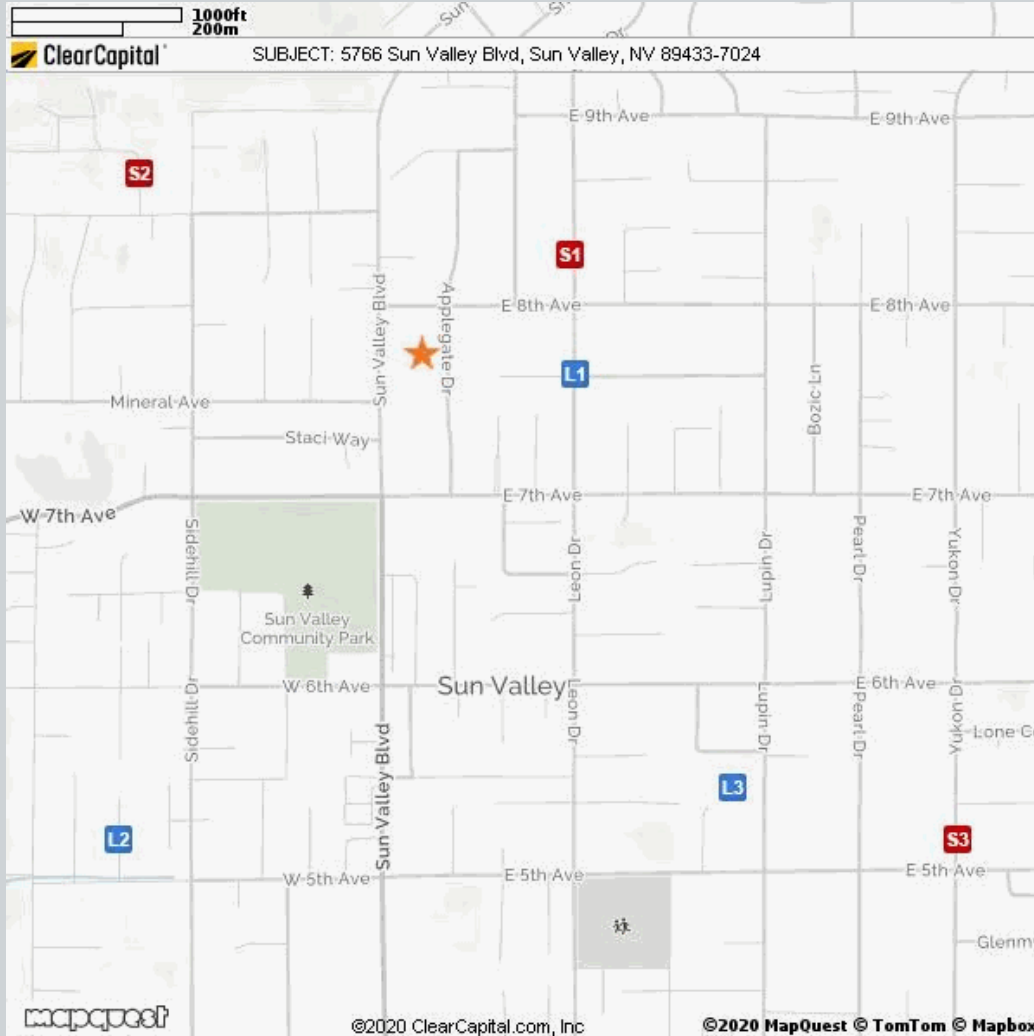 1000ft
200m
Sun
ClearCapital
SUBJECT: 5766 Sun Valley Blvd, Sun Valley, NV 89433-7024
E 9th Ave
E 9th Ave
S2
S1
Sun Valley Blvd
Applegate Dr
E 8th Ave
E 8th Ave
L1
Bozic Ln
Mineral Ave
Staci Way
E 7th Ave
E 7th Ave
W 7th Ave
Sidehill Dr
Leon Dr
Lupin Dr
Pearl Dr
Yukon Dr
Sun Valley
Community Park
W 6th Ave
Sun Valley
E 6th Ave
Sidehill Dr
Sun Valley Blvd
Leon Dr
Lupin Dr
Pearl Dr
Yukon Dr
Lone C
L3
L2
S3
W 5th Ave
E 5th Ave
E 5th Ave
Glenm
mapquest
©2020 ClearCapital.com, Inc
©2020 MapQuest © TomTom © Mapbox